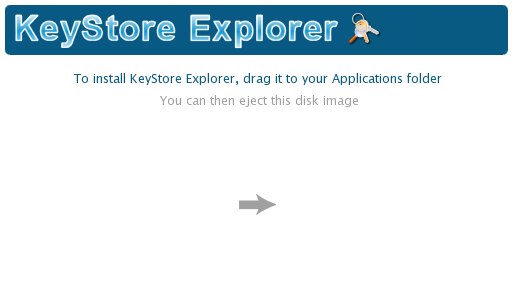 KeyStore Explorer
To install KeyStore Explorer, drag it to your Applications folder
You can then eject this disk image